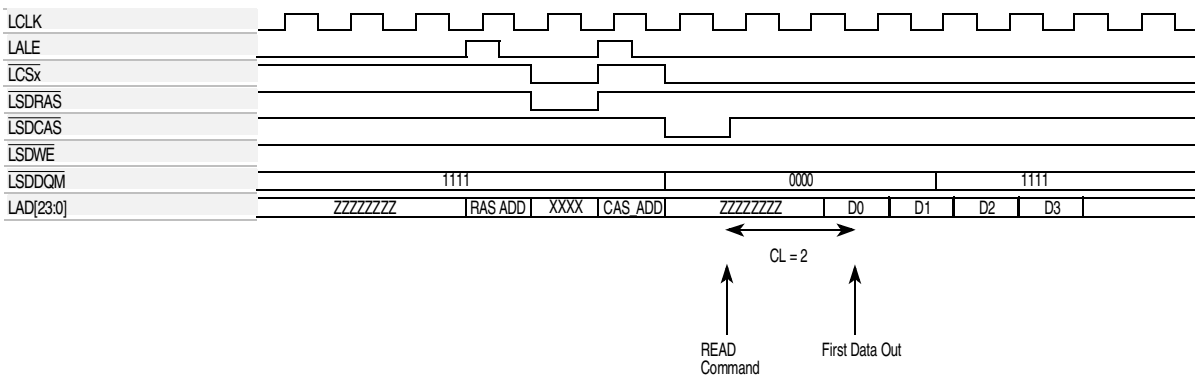 LCLK
LALE
LCSx
LSDRAS
LSDCAS
LSDWE
LSDDQM 1111 0000 1111
LAD[23:0] ZZZZZZZZ RAS ADD XXXX CAS_ADD ZZZZZZZZ D0 D1 D2 D3
CL = 2
READ First Data Out
Command